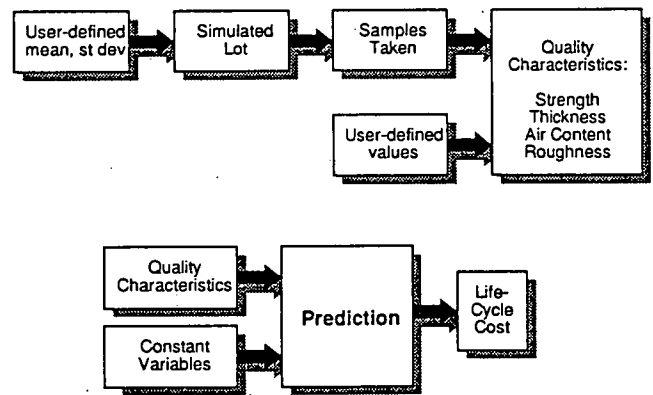 User-defined
mean, st dev
Simulated
Lot
Samples
Taken
Quality
Characteristics:
Strength
Thickness
Air Content
Roughness
User-defined
values
Quality
Characteristics
Constant
Variables
Prediction
Life-
Cycle
Cost